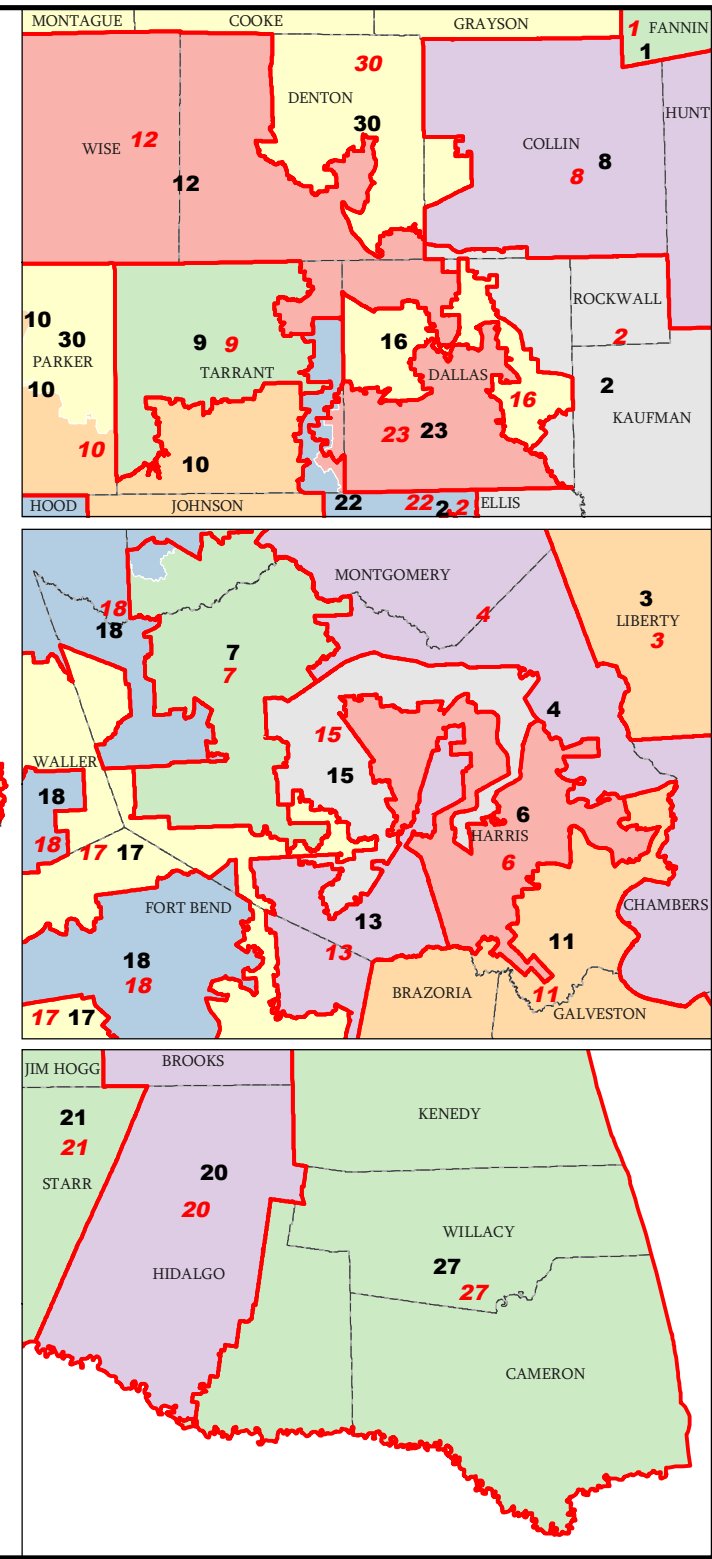 MONTAGUE COOKE GRAYSON 1 FANNIN
1
30
DENTON
HUNT
30
WISE 12
COLLIN 8
8
12
ROCKWALL
10
30
9 9
16
2
PARKER
TARRANT
DALLAS
10
2
16
KAUFMAN
23 23
10
10
HOOD JOHNSON 22 22 2 2 ELLIS
MONTGOMERY
3
LIBERTY
3
18
18
4
7
7
4
15
WALLER
15
18
6
HARRIS
18
17 17
6
FORT BEND
CHAMBERS
13
11
18
13
18
BRAZORIA
11
GALVESTON
17 17
JIM HOGG BROOKS
21
KENEDY
21
20
STARR
20
WILLACY
27
HIDALGO
27
CAMERON